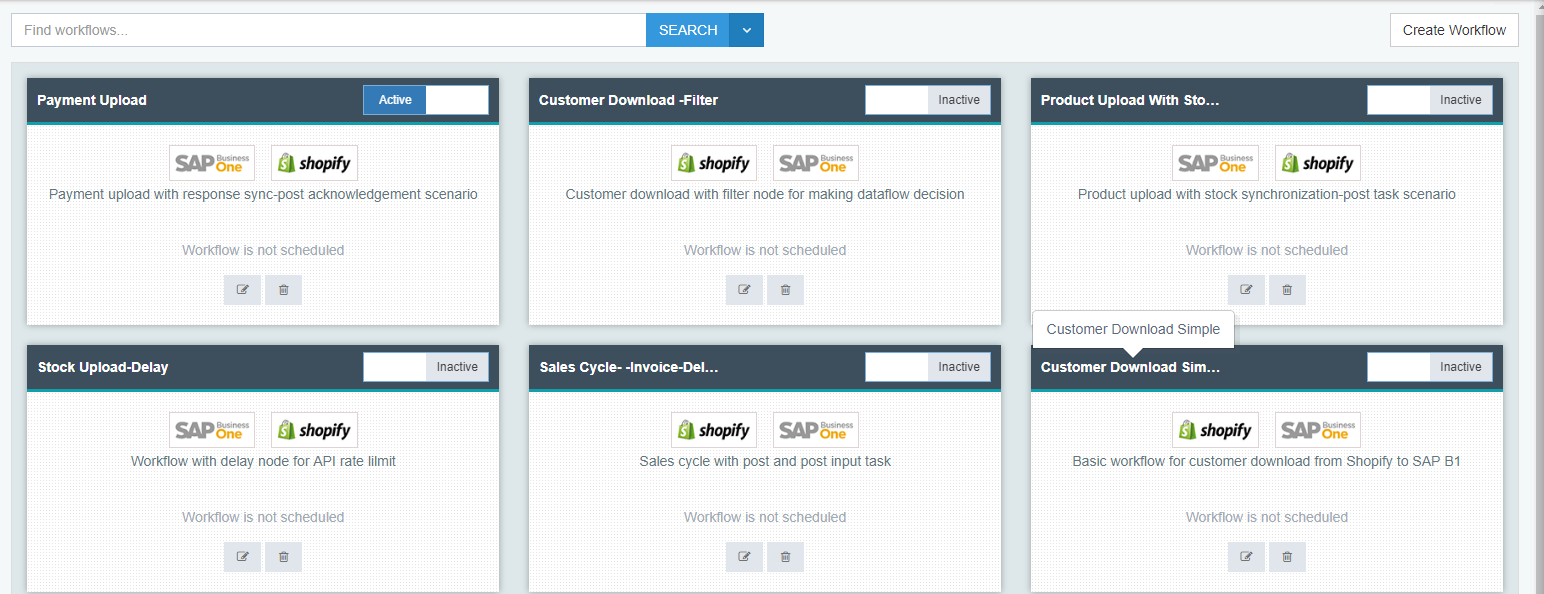 Find workflows...
SEARCH
Create Workflow
Payment Upload
Active
SAP Business One
shopify
Payment upload with response sync-post acknowledgement scenario
Workflow is not scheduled
Customer Download -Filter
Inactive
shopify
SAP Business One
Customer download with filter node for making dataflow decision
Workflow is not scheduled
Product Upload With Sto...
Inactive
SAP Business One
shopify
Product upload with stock synchronization-post task scenario
Workflow is not scheduled
Customer Download Simple
Stock Upload-Delay
Inactive
SAP Business One
shopify
Workflow with delay node for API rate lilmit
Workflow is not scheduled
Sales Cycle- -Invoice-Del...
Inactive
shopify
SAP Business One
Sales cycle with post and post input task
Workflow is not scheduled
Customer Download Sim...
Inactive
shopify
SAP Business One
Basic workflow for customer download from Shopify to SAP B1
Workflow is not scheduled